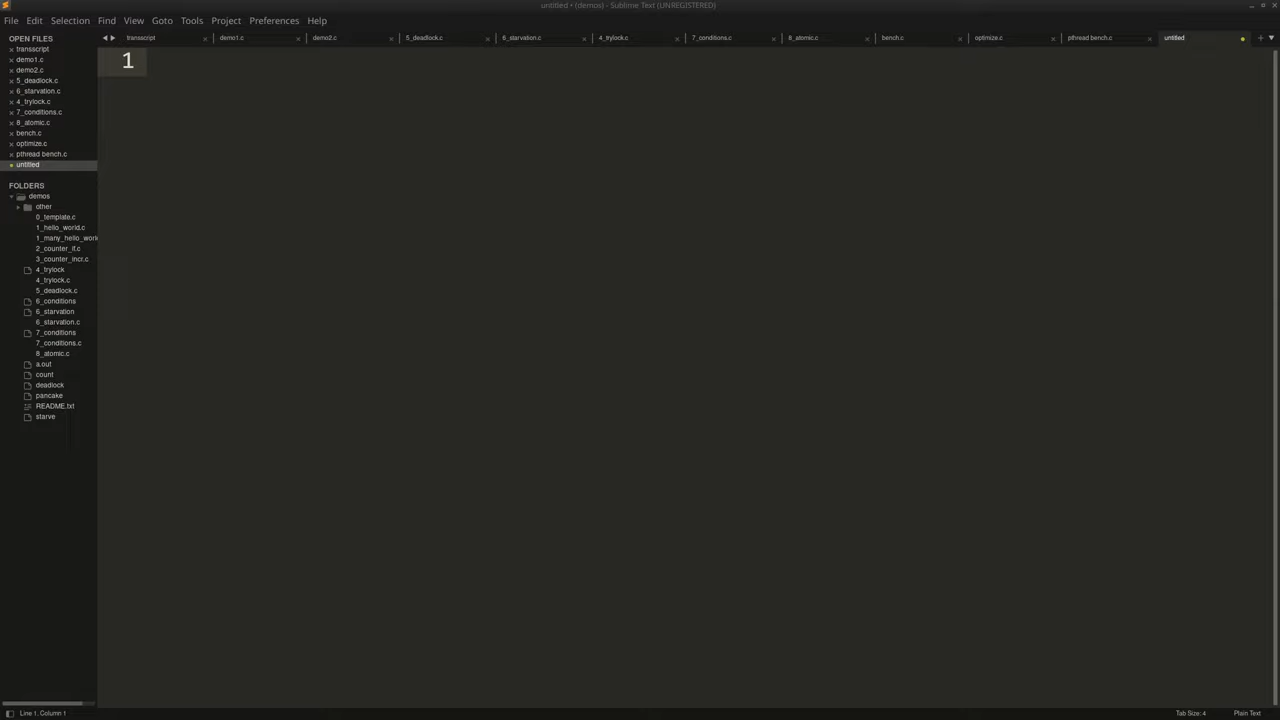 untitled • (demos) - Sublime Text (UNREGISTERED)
File Edit Selection Find View Goto Tools Project Preferences Help
OPEN FILES
transscript
demo1.c
demo2.c
5_deadlock.c
6_starvation.c
4_trylock.c
7_conditions.c
8_atomic.c
bench.c
optimize.c
pthread bench.c
untitled
FOLDERS
demos
other
0_template.c
1_hello_world.c
1_many_hello_worl
2_counter_if.c
3_counter_incr.c
4_trylock
4_trylock.c
5_deadlock.c
6_conditions
6_starvation
6_starvation.c
7_conditions
7_conditions.c
8_atomic.c
a.out
count
deadlock
pancake
README.txt
starve
transscript demo1.c demo2.c 5_deadlock.c 6_starvation.c 4_trylock.c 7_conditions.c 8_atomic.c bench.c optimize.c pthread bench.c untitled
1
Line 1, Column 1 Tab Size: 4 Plain Text